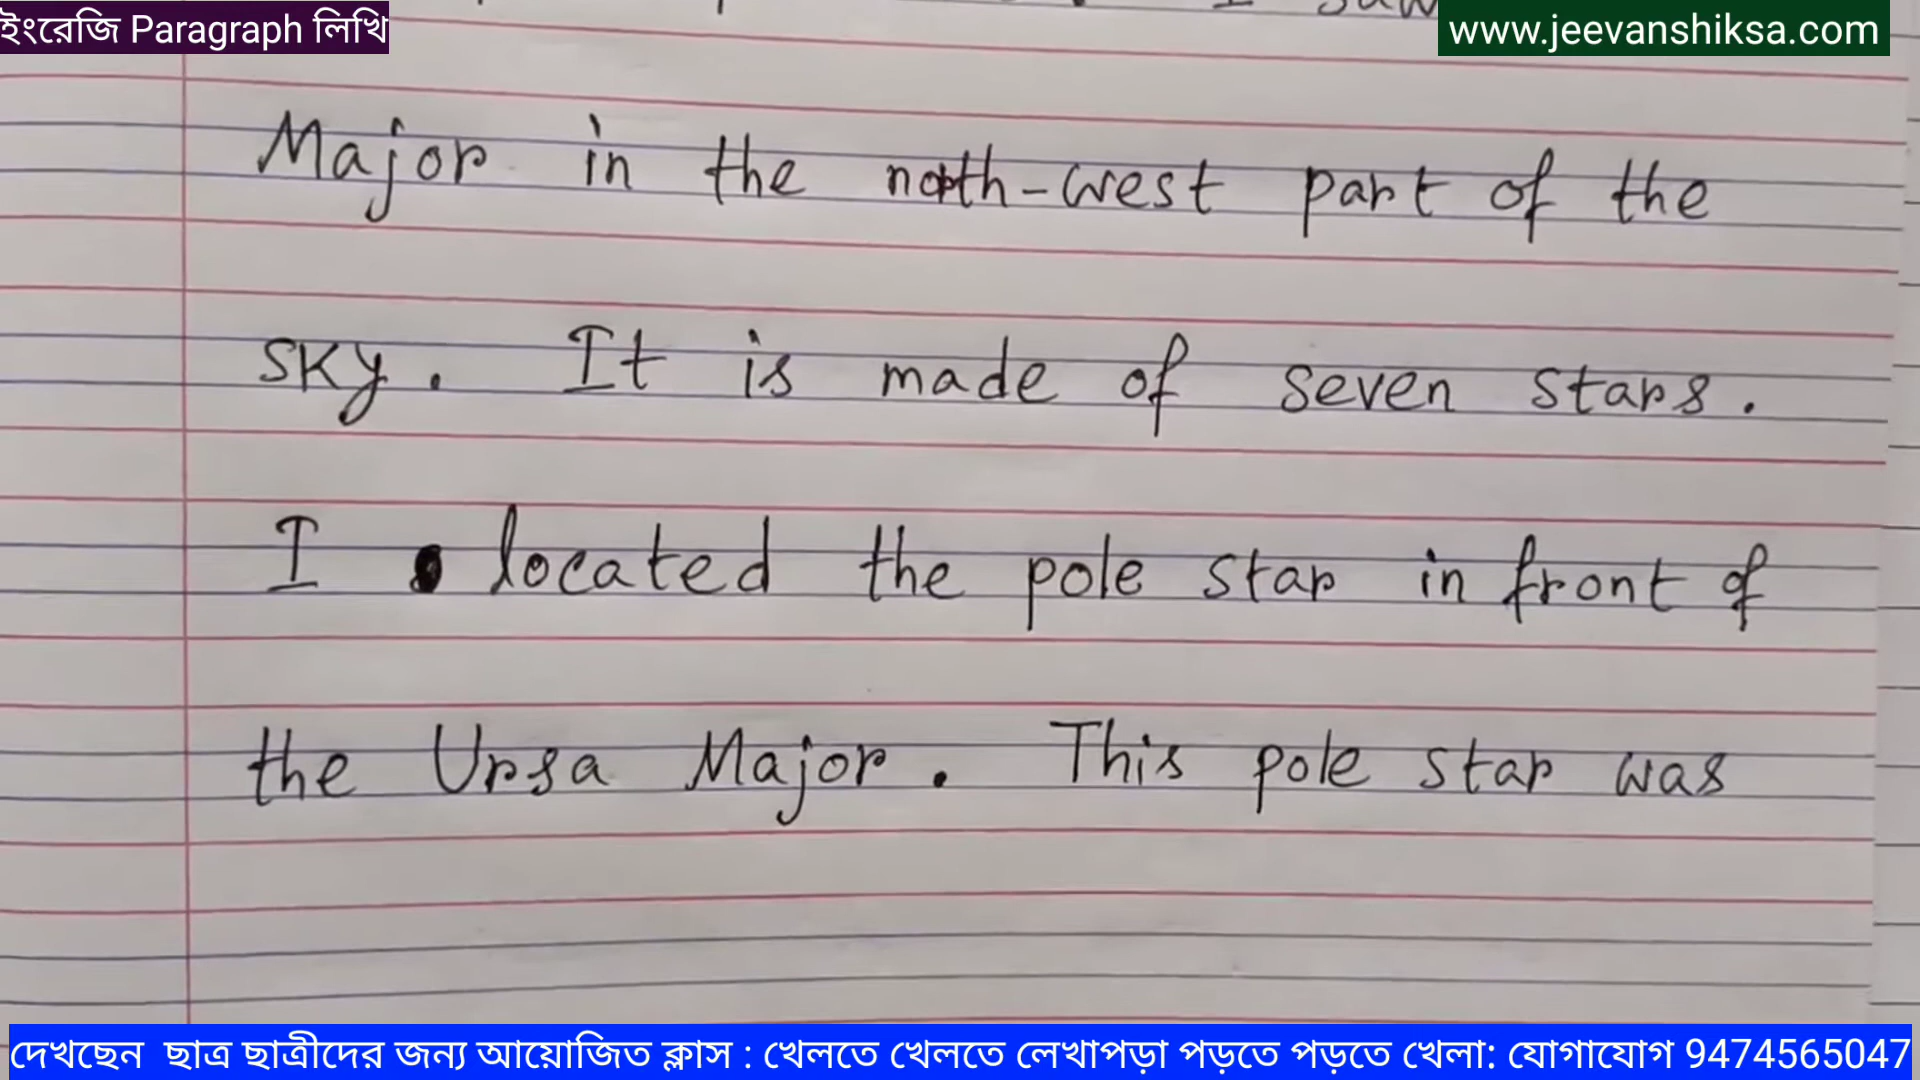 ইংরেজি Paragraph লিখি
www.jeevanshiksa.com
Major in the north-west part of the
sky. It is made of seven stars.
I located the pole star in front of
the Ursa Major. This pole star was
দেখছেন ছাত্র ছাত্রীদের জন্য আয়োজিত ক্লাস : খেলতে খেলতে লেখাপড়া পড়তে পড়তে খেলা: যোগাযোগ 9474565047